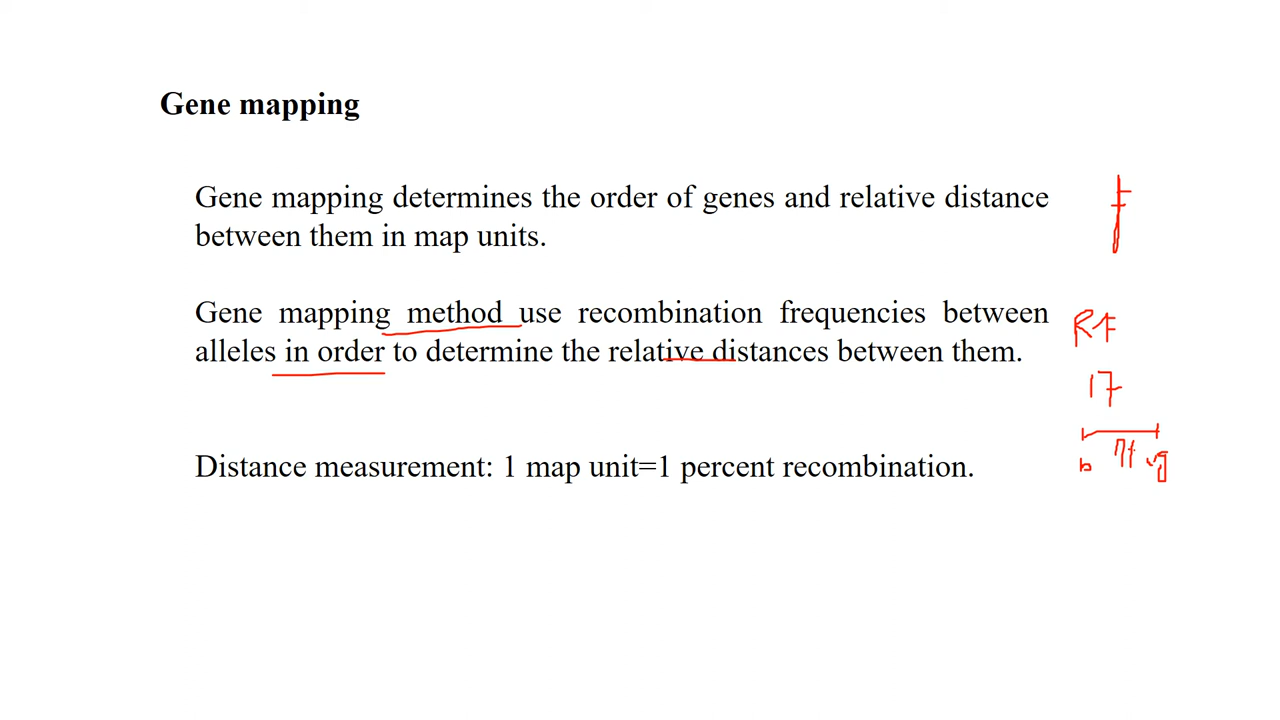 Gene mapping
Gene mapping determines the order of genes and relative distance
between them in map units.
Gene mapping method use recombination frequencies between
alleles in order to determine the relative distances between them.
RF
17
b vg
Distance measurement: 1 map unit=1 percent recombination.